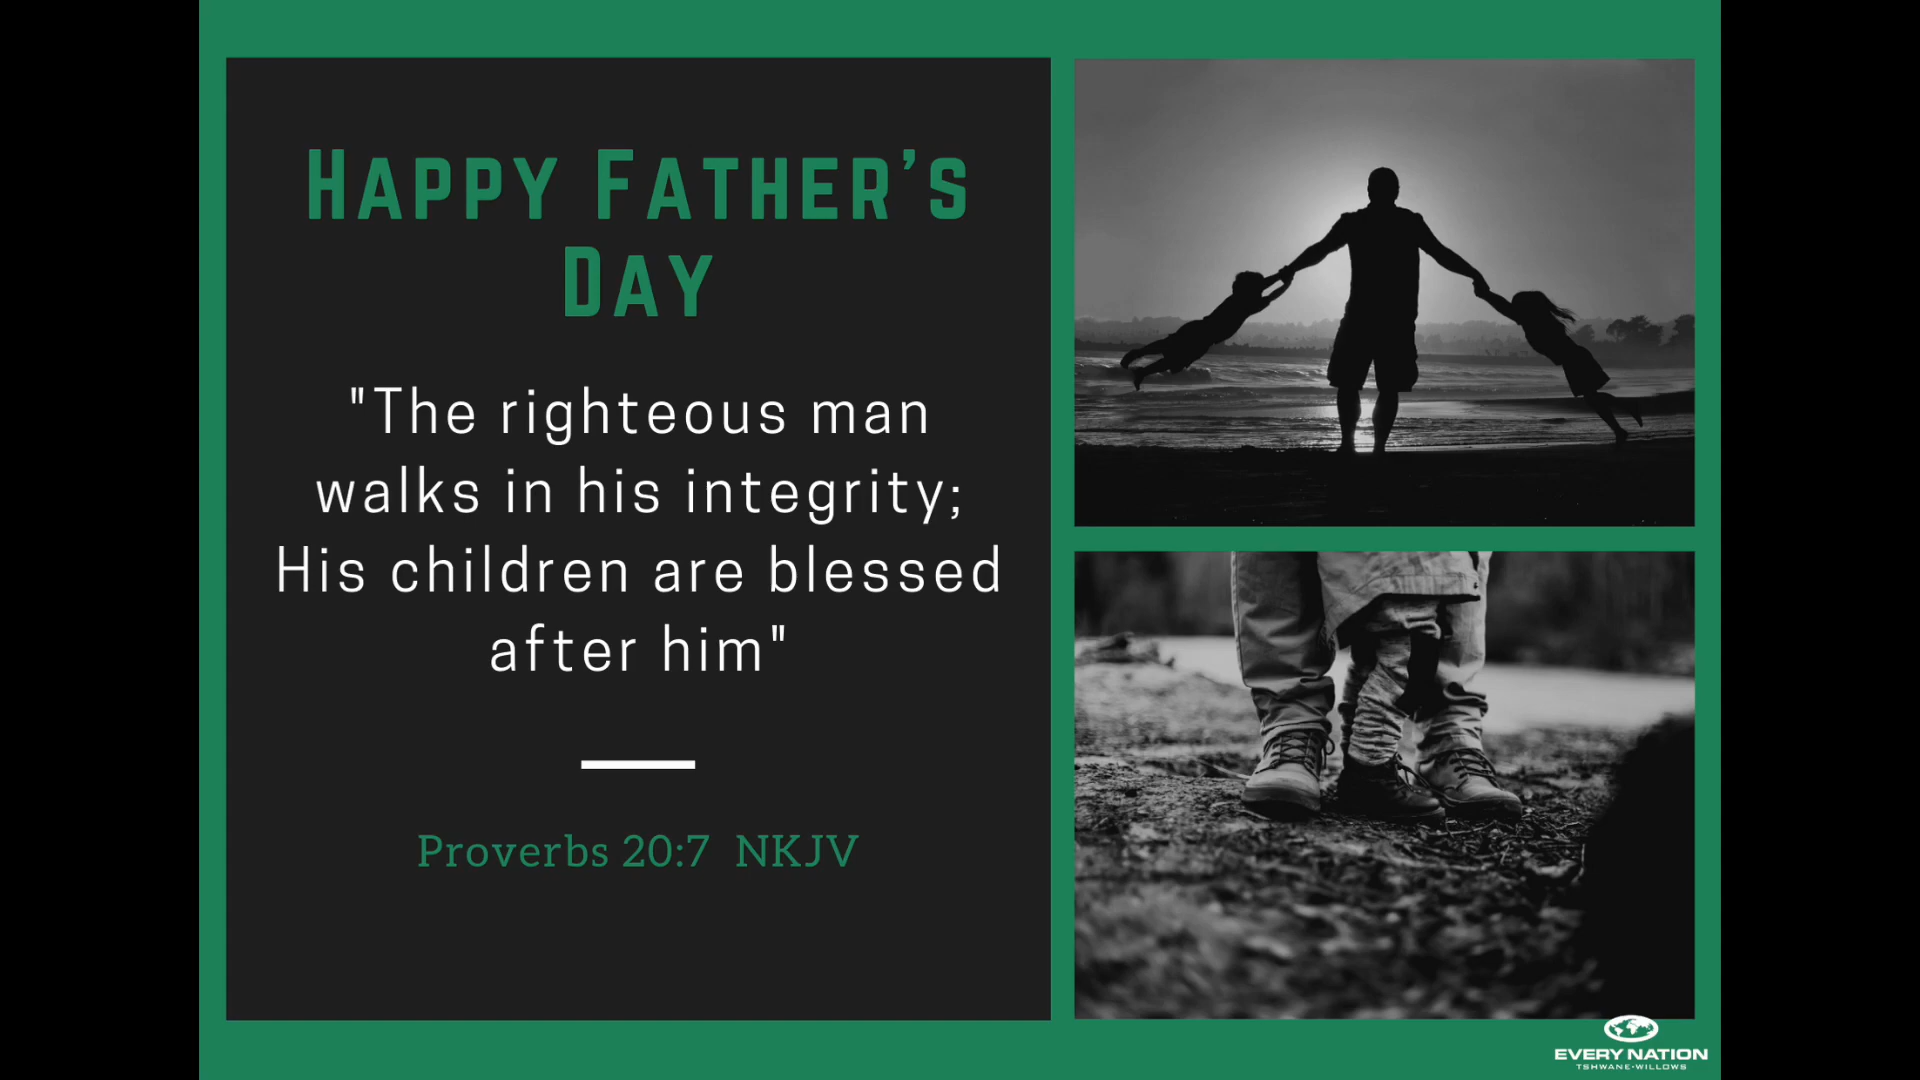 Happy Father's
Day
"The righteous man
walks in his integrity;
His children are blessed
after him"
Proverbs 20:7 NKJV
EVERY NATION
TSHWANE•WILLOWS